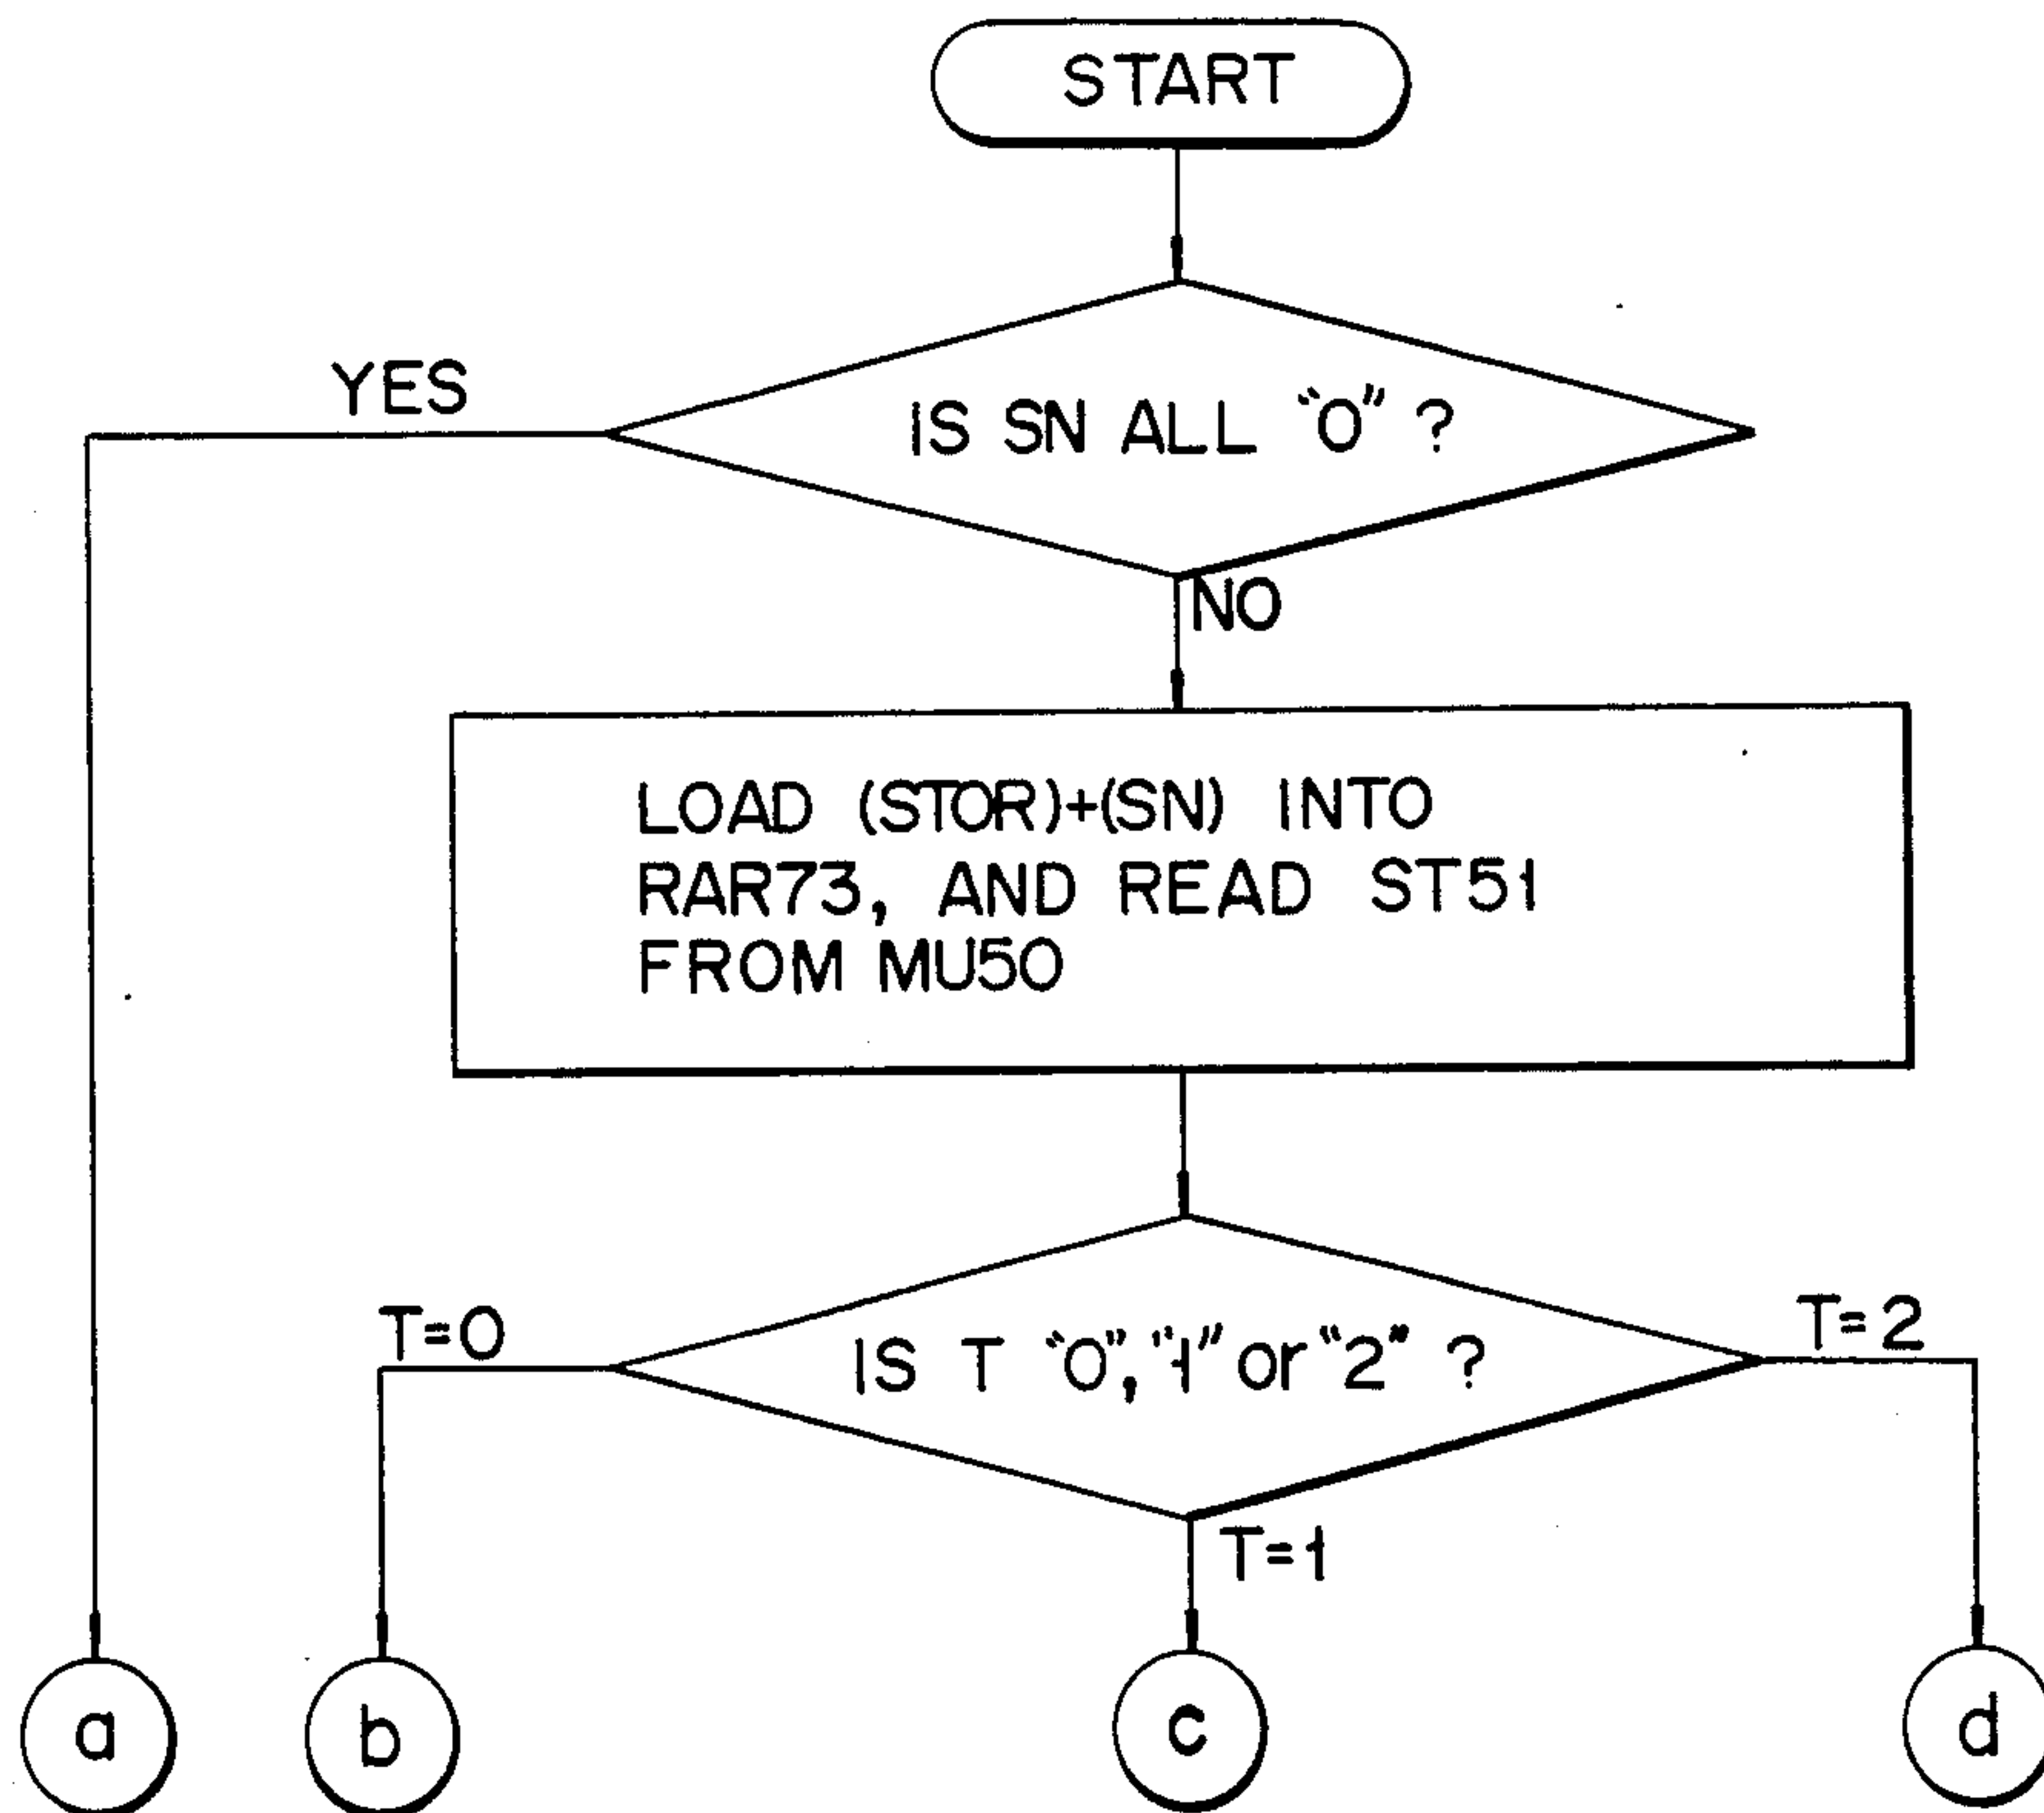 START
YES
IS SN ALL “0” ?
NO
LOAD (STOR)+(SN) INTO
RAR73, AND READ ST51
FROM MU50
T=0
IS T “0”, “1” or “2” ?
T=2
T=1
a
b
c
d